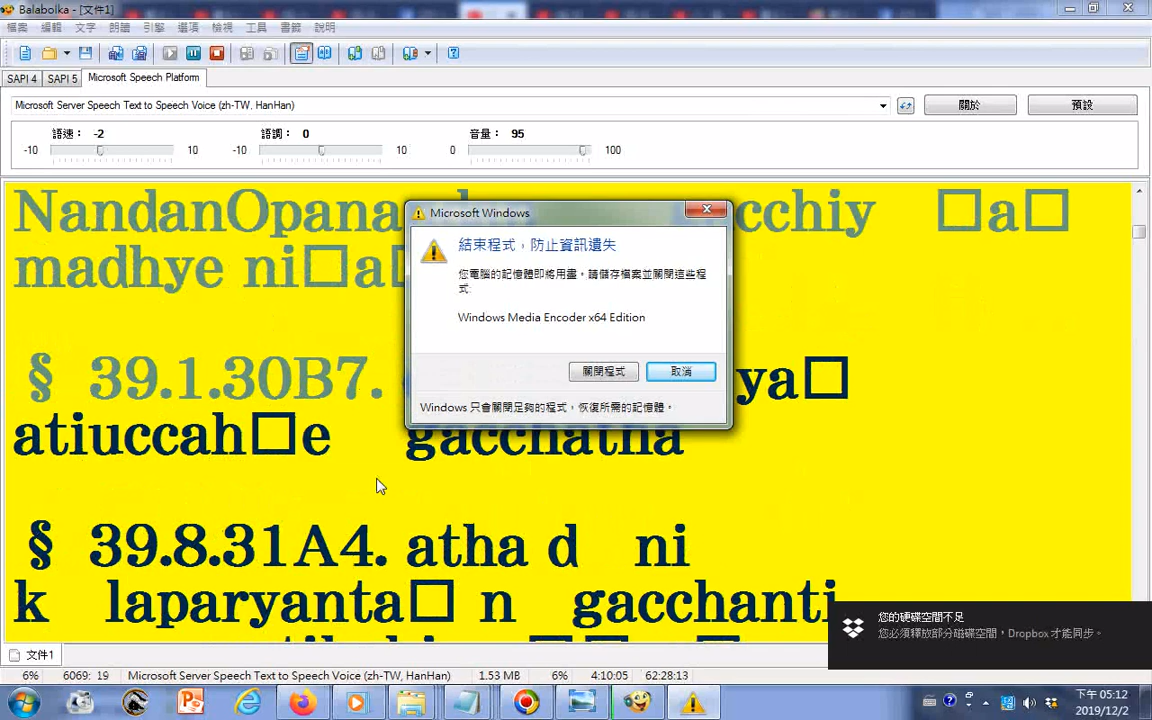 Balabolka - [文件1]
檔案 編輯 文字 朗讀 引擎 選項 檢視 工具 書籤 說明
SAPI 4 SAPI 5 Microsoft Speech Platform
Microsoft Server Speech Text to Speech Voice (zh-TW, HanHan) 關於 預設
語速： -2 語調： 0 音量： 95
-10 10 -10 10 0 100
NandanOpana cchiy □a□
madhye ni□a
§ 39.1.30B7. ya□
atiuccah□e gacchatha
§ 39.8.31A4. atha d ni
k laparyanta□ n gacchanti
Microsoft Windows
結束程式，防止資訊遺失
您電腦的記憶體即將用盡。請儲存檔案並關閉這些程
式:
Windows Media Encoder x64 Edition
關閉程式 取消
Windows 只會關閉足夠的程式，恢復所需的記憶體。
您的硬碟空間不足
您必須釋放部分磁碟空間，Dropbox 才能同步。
文件1
6% 6069: 19 Microsoft Server Speech Text to Speech Voice (zh-TW, HanHan) 1.53 MB 6% 4:10:05 62:28:13
下午 05:12
2019/12/2